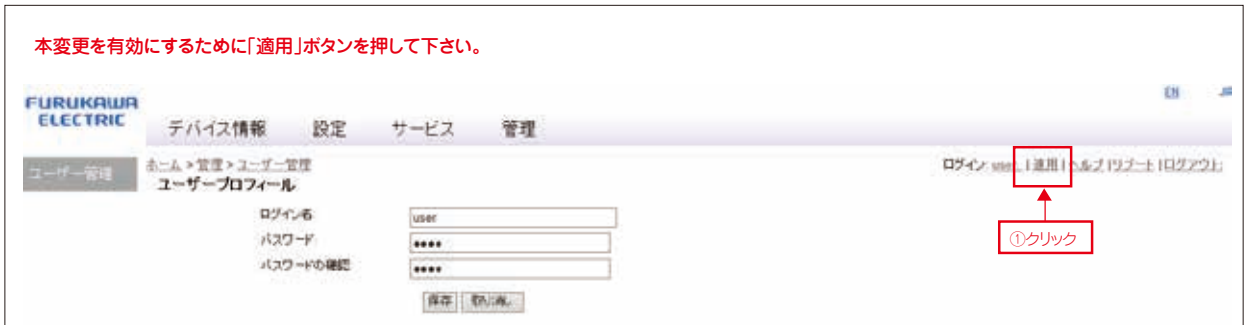 本変更を有効にするために「適用」ボタンを押して下さい。
EN JP
FURUKAWA
ELECTRIC
デバイス情報 設定 サービス 管理
ユーザー管理
ホーム > 管理 > ユーザー管理
ログイン: user | 適用 | ヘルプ | リブート | ログアウト
ユーザープロフィール
ログイン名 user
パスワード ••••
パスワードの確認 ••••
保存 取り消し
①クリック